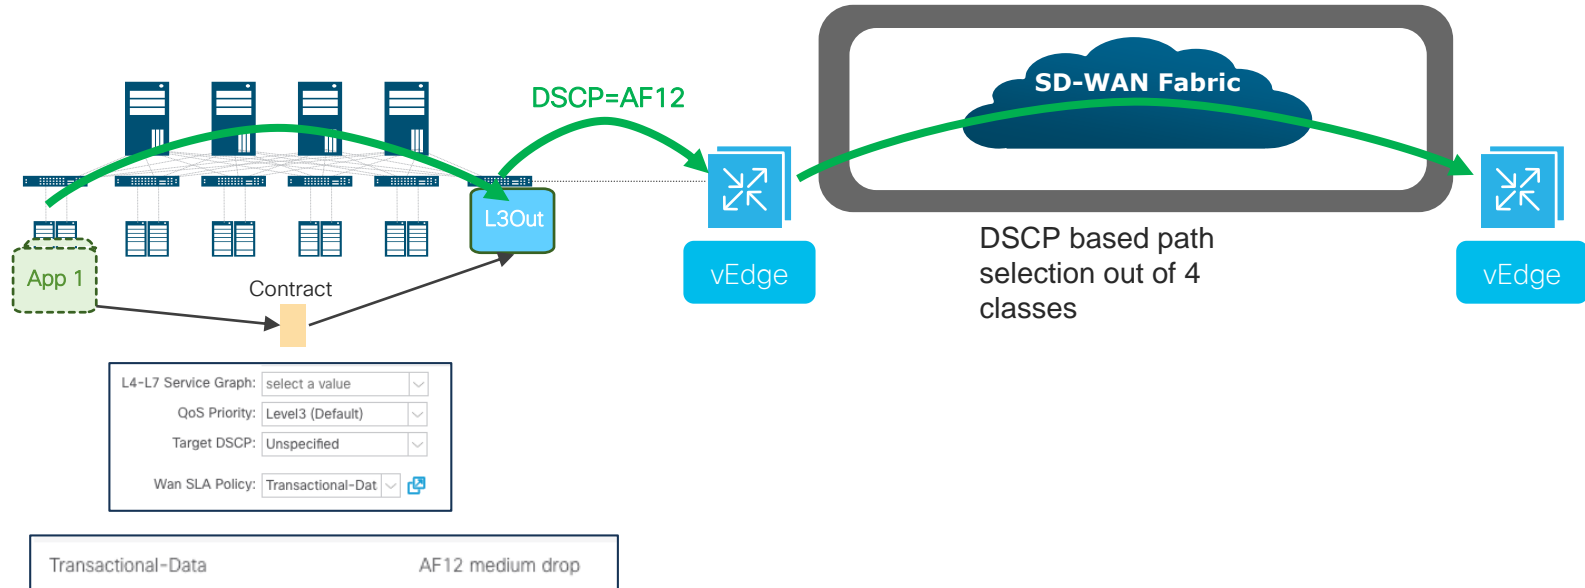 DSCP=AF12
SD-WAN Fabric
L3Out
App 1
Contract
vEdge
DSCP based path
selection out of 4
classes
vEdge
L4-L7 Service Graph: select a value
QoS Priority: Level3 (Default)
Target DSCP: Unspecified
Wan SLA Policy: Transactional-Dat
Transactional-Data AF12 medium drop